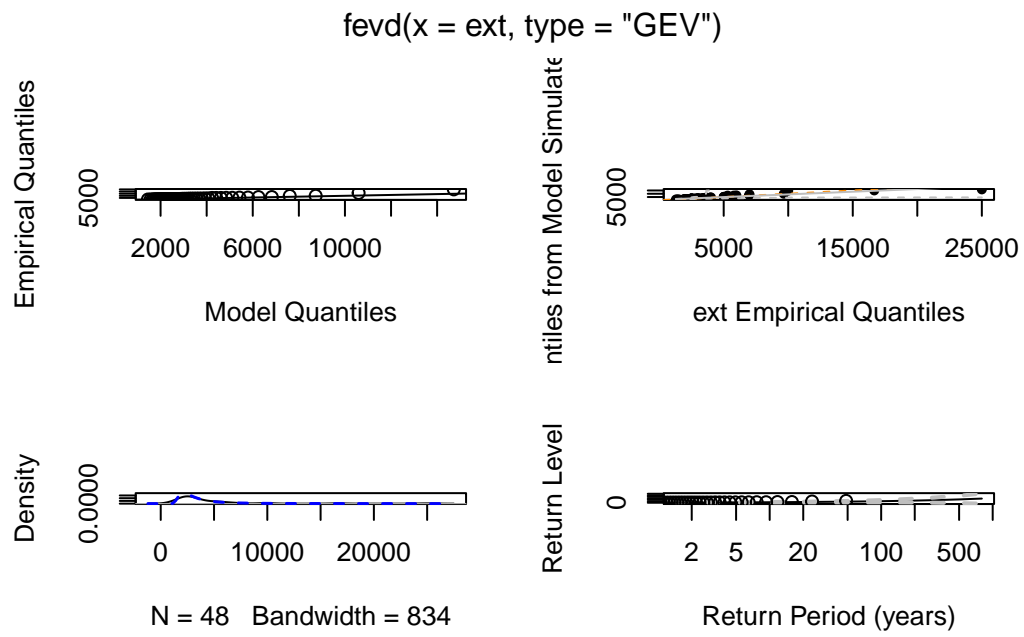 fevd(x = ext, type = "GEV")
Empirical Quantiles
5000
2000 6000 10000
Model Quantiles
ntiles from Model Simulate
5000
5000 15000 25000
ext Empirical Quantiles
Density
0.0000
0 10000 20000
N = 48 Bandwidth = 834
Return Level
0
2 5 20 100 500
Return Period (years)